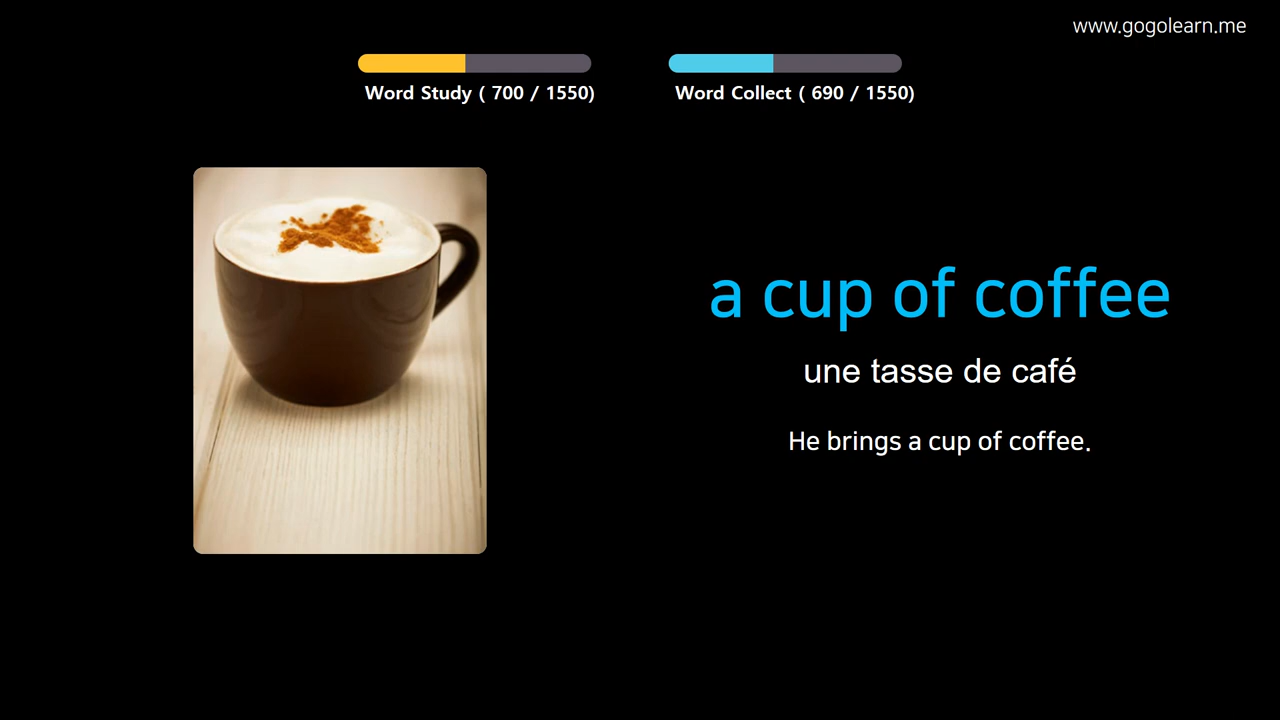 www.gogolearn.me
Word Study ( 700 / 1550)
Word Collect ( 690 / 1550)
a cup of coffee
une tasse de café
He brings a cup of coffee.